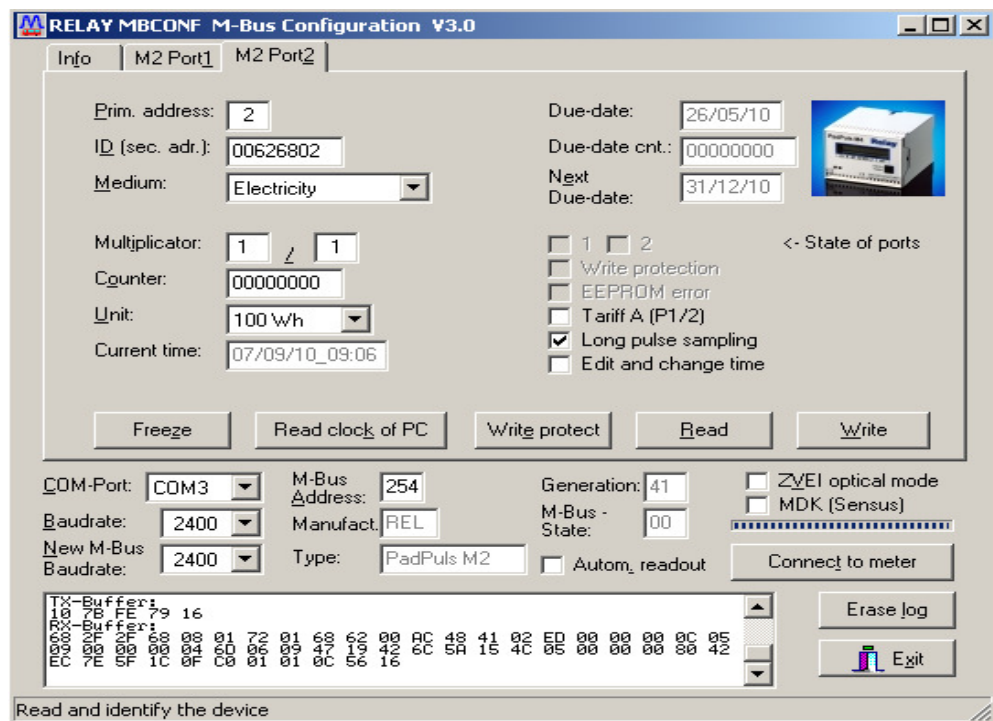 RELAY MBCONF M-Bus Configuration V3.0
Info M2 Port1 M2 Port2
Prim. address: 2
ID (sec. adr.): 00626802
Medium: Electricity
Multiplicator: 1 / 1
Counter: 00000000
Unit: 100 Wh
Current time: 07/09/10_09:06
Due-date: 26/05/10
Due-date cnt.: 00000000
Next
Due-date: 31/12/10
1 2 <- State of ports
Write protection
EEPROM error
Tariff A (P1/2)
Long pulse sampling
Edit and change time
Freeze Read clock of PC Write protect Read Write
COM-Port: COM3
Baudrate: 2400
New M-Bus
Baudrate: 2400
M-Bus
Address: 254
Manufact. REL
Type: PadPuls M2
Generation: 41
M-Bus -
State: 00
Autom. readout
ZVEI optical mode
MDK (Sensus)
Connect to meter
TX-Buffer:
10 7B FE 79 16
RX-Buffer:
68 2F 2F 68 08 01 72 01 68 62 00 AC 48 41 02 ED 00 00 00 0C 05
09 00 00 00 04 6D 06 09 47 19 42 6C 5A 15 4C 05 00 00 00 80 42
EC 7E 5F 1C 0F C0 01 01 0C 56 16
Erase log
Exit
Read and identify the device